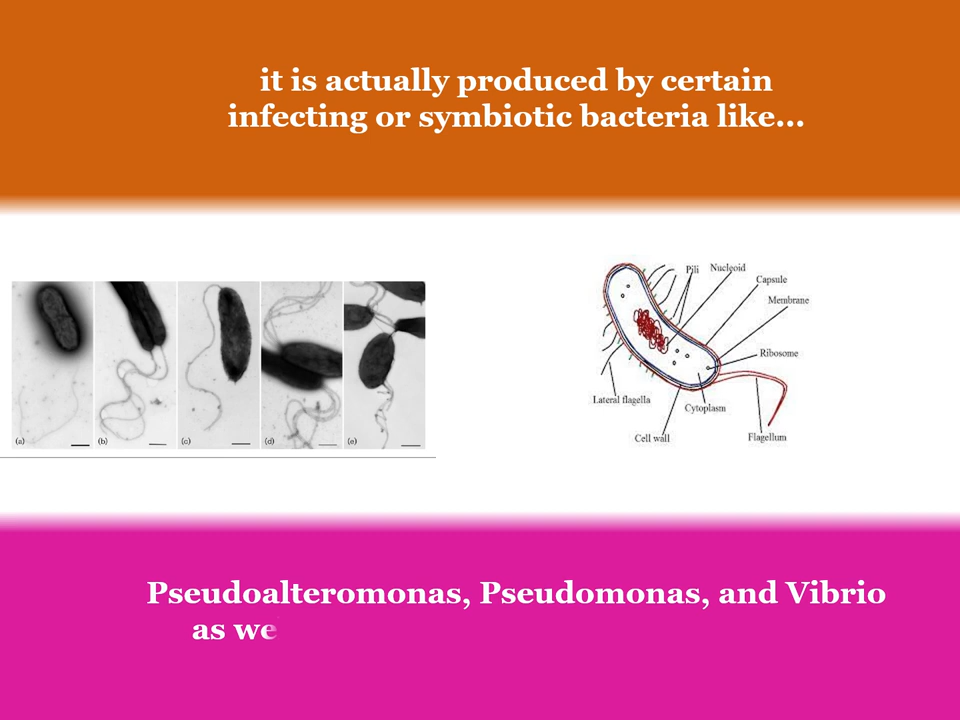 it is actually produced by certain
infecting or symbiotic bacteria like...
Pili
Nucleoid
Capsule
Membrane
Ribosome
Lateral flagella
Cytoplasm
Cell wall
Flagellum
(a)
(b)
(c)
(d)
(e)
Pseudoalteromonas, Pseudomonas, and Vibrio
as we